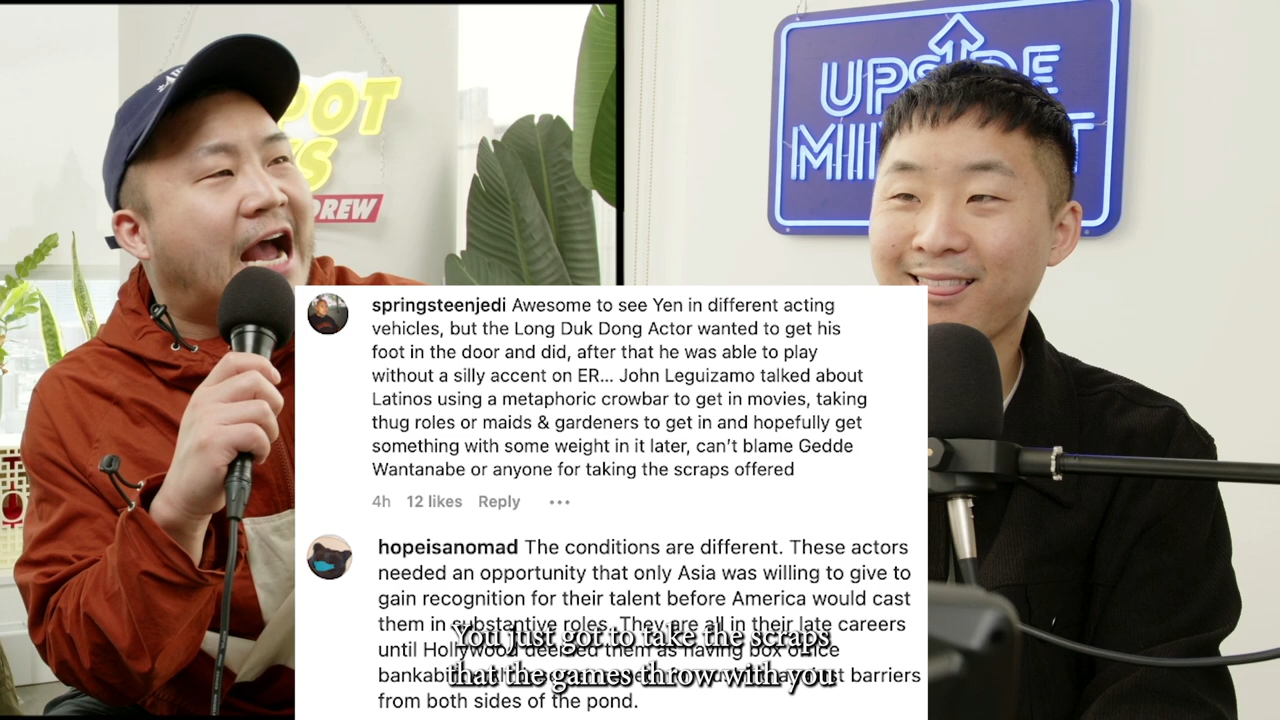 POT
DREW
UPSIDE
springsteenjedi Awesome to see Yen in different acting
vehicles, but the Long Duk Dong Actor wanted to get his
foot in the door and did, after that he was able to play
without a silly accent on ER... John Leguizamo talked about
Latinos using a metaphoric crowbar to get in movies, taking
thug roles or maids & gardeners to get in and hopefully get
something with some weight in it later, can't blame Gedde
Wantanabe or anyone for taking the scraps offered
4h 12 likes Reply ...
hopeisanomad The conditions are different. These actors
needed an opportunity that only Asia was willing to give to
gain recognition for their talent before America would cast
them in substantive roles. They are all in their late careers
until Hollywood deemed them as having box office
from both sides of the pond.
You just got to take the scraps
that the games throw with you